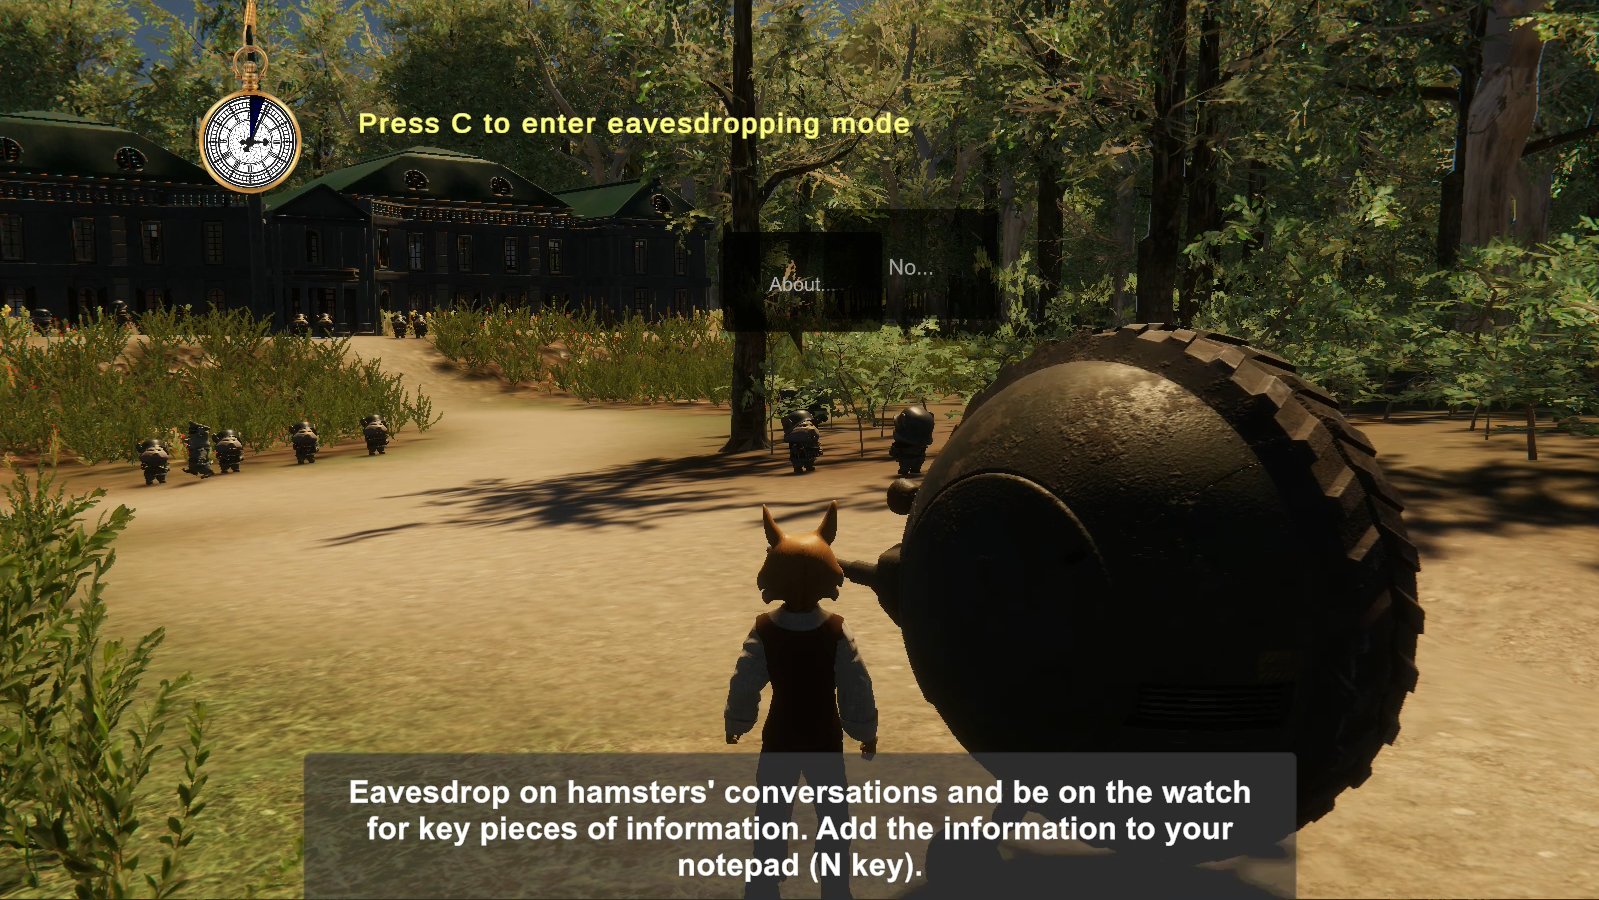 Press C to enter eavesdropping mode
No...
About...
Eavesdrop on hamsters' conversations and be on the watch
for key pieces of information. Add the information to your
notepad (N key).